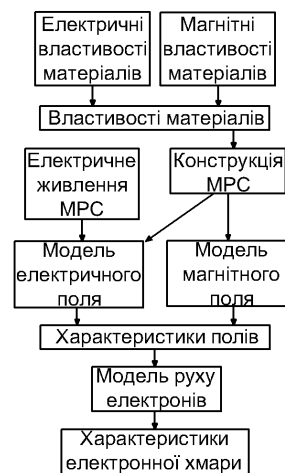 Електричні
властивості
матеріалів
Магнітні
властивості
матеріалів
Властивості матеріалів
Електричне
живлення
МРС
Конструкція
МРС
Модель
електричного
поля
Модель
магнітного
поля
Характеристики полів
Модель руху
електронів
Характеристики
електронної хмари